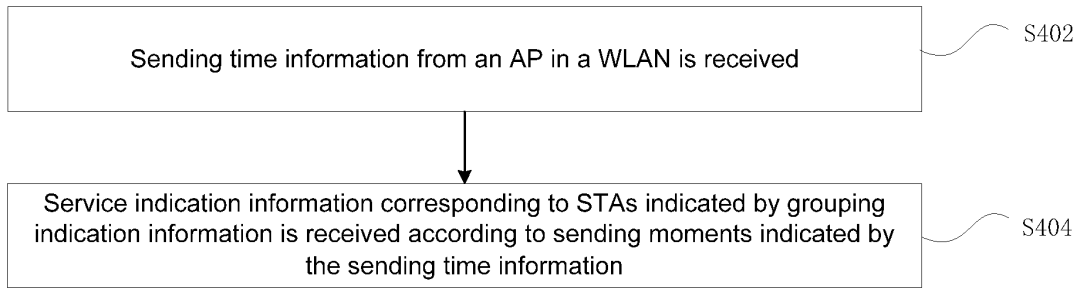 Sending time information from an AP in a WLAN is received
S402
Service indication information corresponding to STAs indicated by grouping
indication information is received according to sending moments indicated by
the sending time information
S404